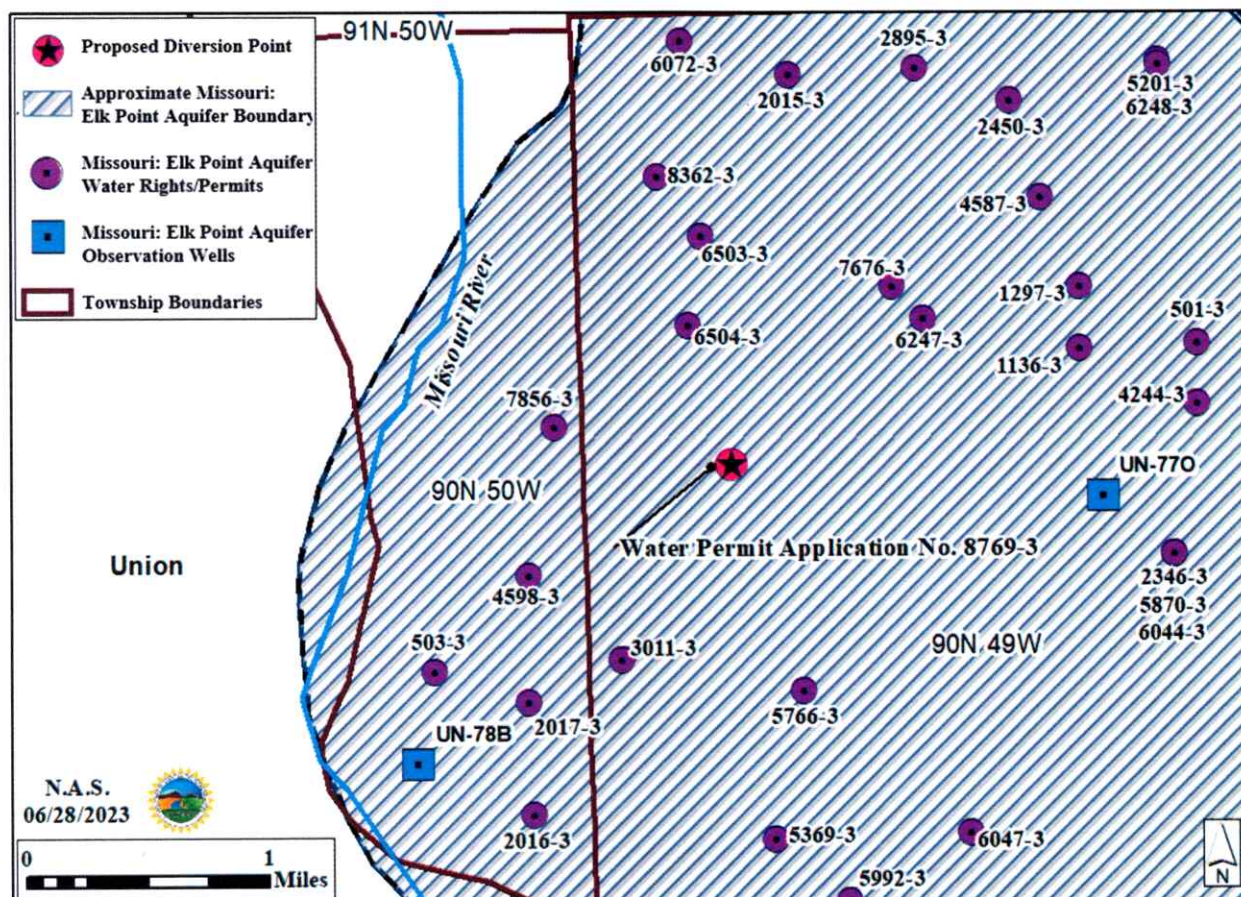 Proposed Diversion Point
Approximate Missouri:
Elk Point Aquifer Boundary
Missouri: Elk Point Aquifer
Water Rights/Permits
Missouri: Elk Point Aquifer
Observation Wells
Township Boundaries
91N 50W
6072-3
2015-3
2895-3
2450-3
5201-3
6248-3
8362-3
4587-3
6503-3
Missouri River
7676-3
1297-3
6504-3
6247-3
501-3
1136-3
7856-3
4244-3
UN-77O
90N 50W
Water Permit Application No. 8769-3
Union
4598-3
2346-3
5870-3
6044-3
503-3
3011-3
90N 49W
2017-3
5766-3
UN-78B
N.A.S.
06/28/2023
2016-3
5369-3
6047-3
5992-3
0 1
Miles
N